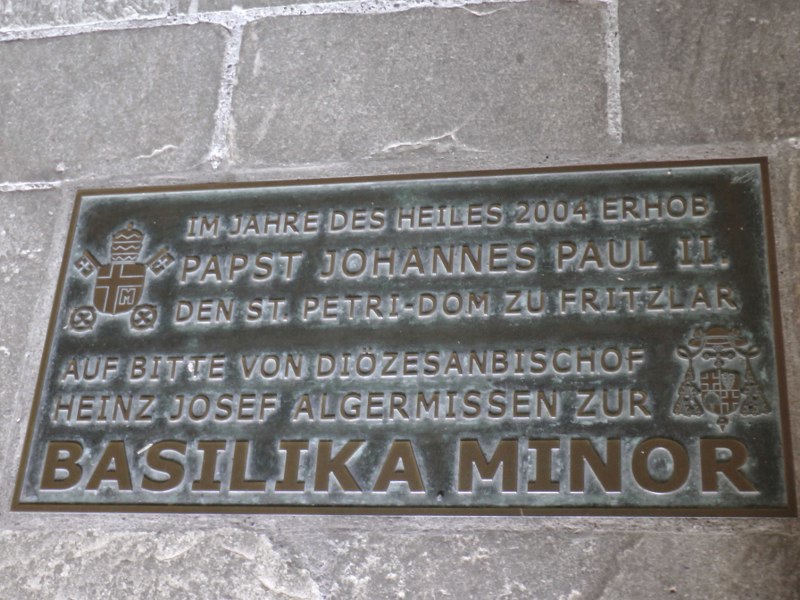 IM JAHRE DES HEILES 2004 ERHOB
PAPST JOHANNES PAUL II.
DEN ST. PETRI-DOM ZU FRITZLAR
AUF BITTE VON DIÖZESANBISCHOF
HEINZ JOSEF ALGERMISSEN ZUR
BASILIKA MINOR
M